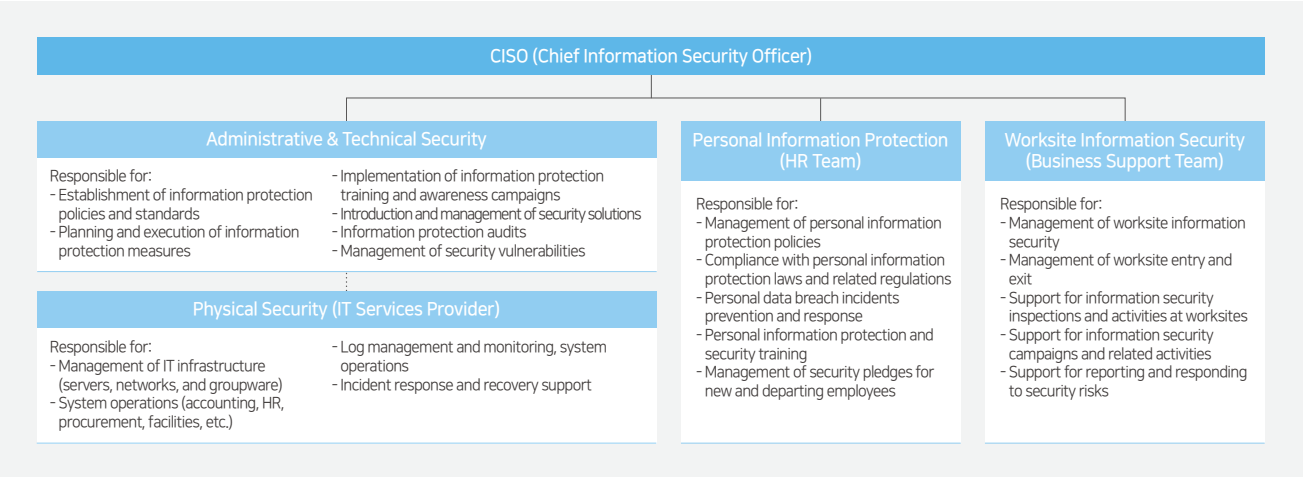 CISO (Chief Information Security Officer)
Administrative & Technical Security
Responsible for:
- Establishment of information protection
policies and standards
- Planning and execution of information
protection measures
- Implementation of information protection
training and awareness campaigns
- Introduction and management of security solutions
- Information protection audits
- Management of security vulnerabilities
Physical Security (IT Services Provider)
Responsible for:
- Management of IT infrastructure
(servers, networks, and groupware)
- System operations (accounting, HR,
procurement, facilities, etc.)
- Log management and monitoring, system
operations
- Incident response and recovery support
Personal Information Protection
(HR Team)
Responsible for:
- Management of personal information
protection policies
- Compliance with personal information
protection laws and related regulations
- Personal data breach incidents
prevention and response
- Personal information protection and
security training
- Management of security pledges for
new and departing employees
Worksite Information Security
(Business Support Team)
Responsible for:
- Management of worksite information
security
- Management of worksite entry and
exit
- Support for information security
inspections and activities at worksites
- Support for information security
campaigns and related activities
- Support for reporting and responding
to security risks